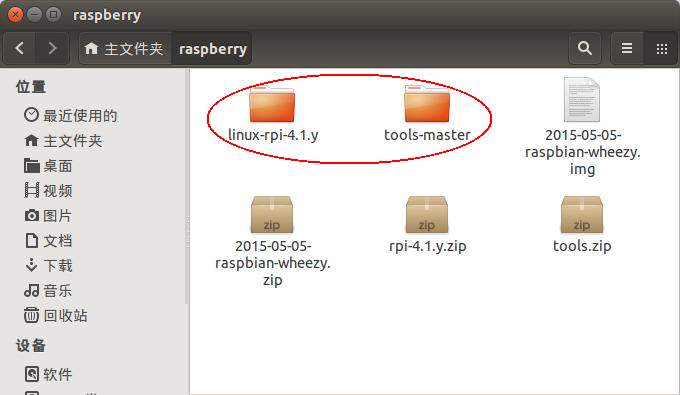 raspberry
主文件夹 raspberry
位置
最近使用的
主文件夹
桌面
视频
图片
文档
下载
音乐
回收站
设备
软件
linux-rpi-4.1.y
tools-master
2015-05-05-
raspbian-wheezy.
img
zip
2015-05-05-
raspbian-wheezy.
zip
zip
rpi-4.1.y.zip
zip
tools.zip